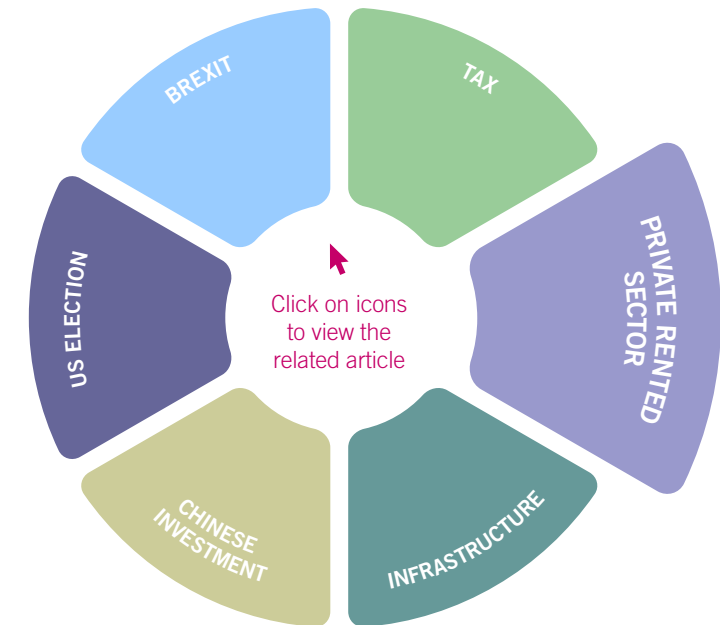 BREXIT
TAX
PRIVATE RENTED
SECTOR
US ELECTION
Click on icons
to view the
related article
CHINESE
INVESTMENT
INFRASTRUCTURE